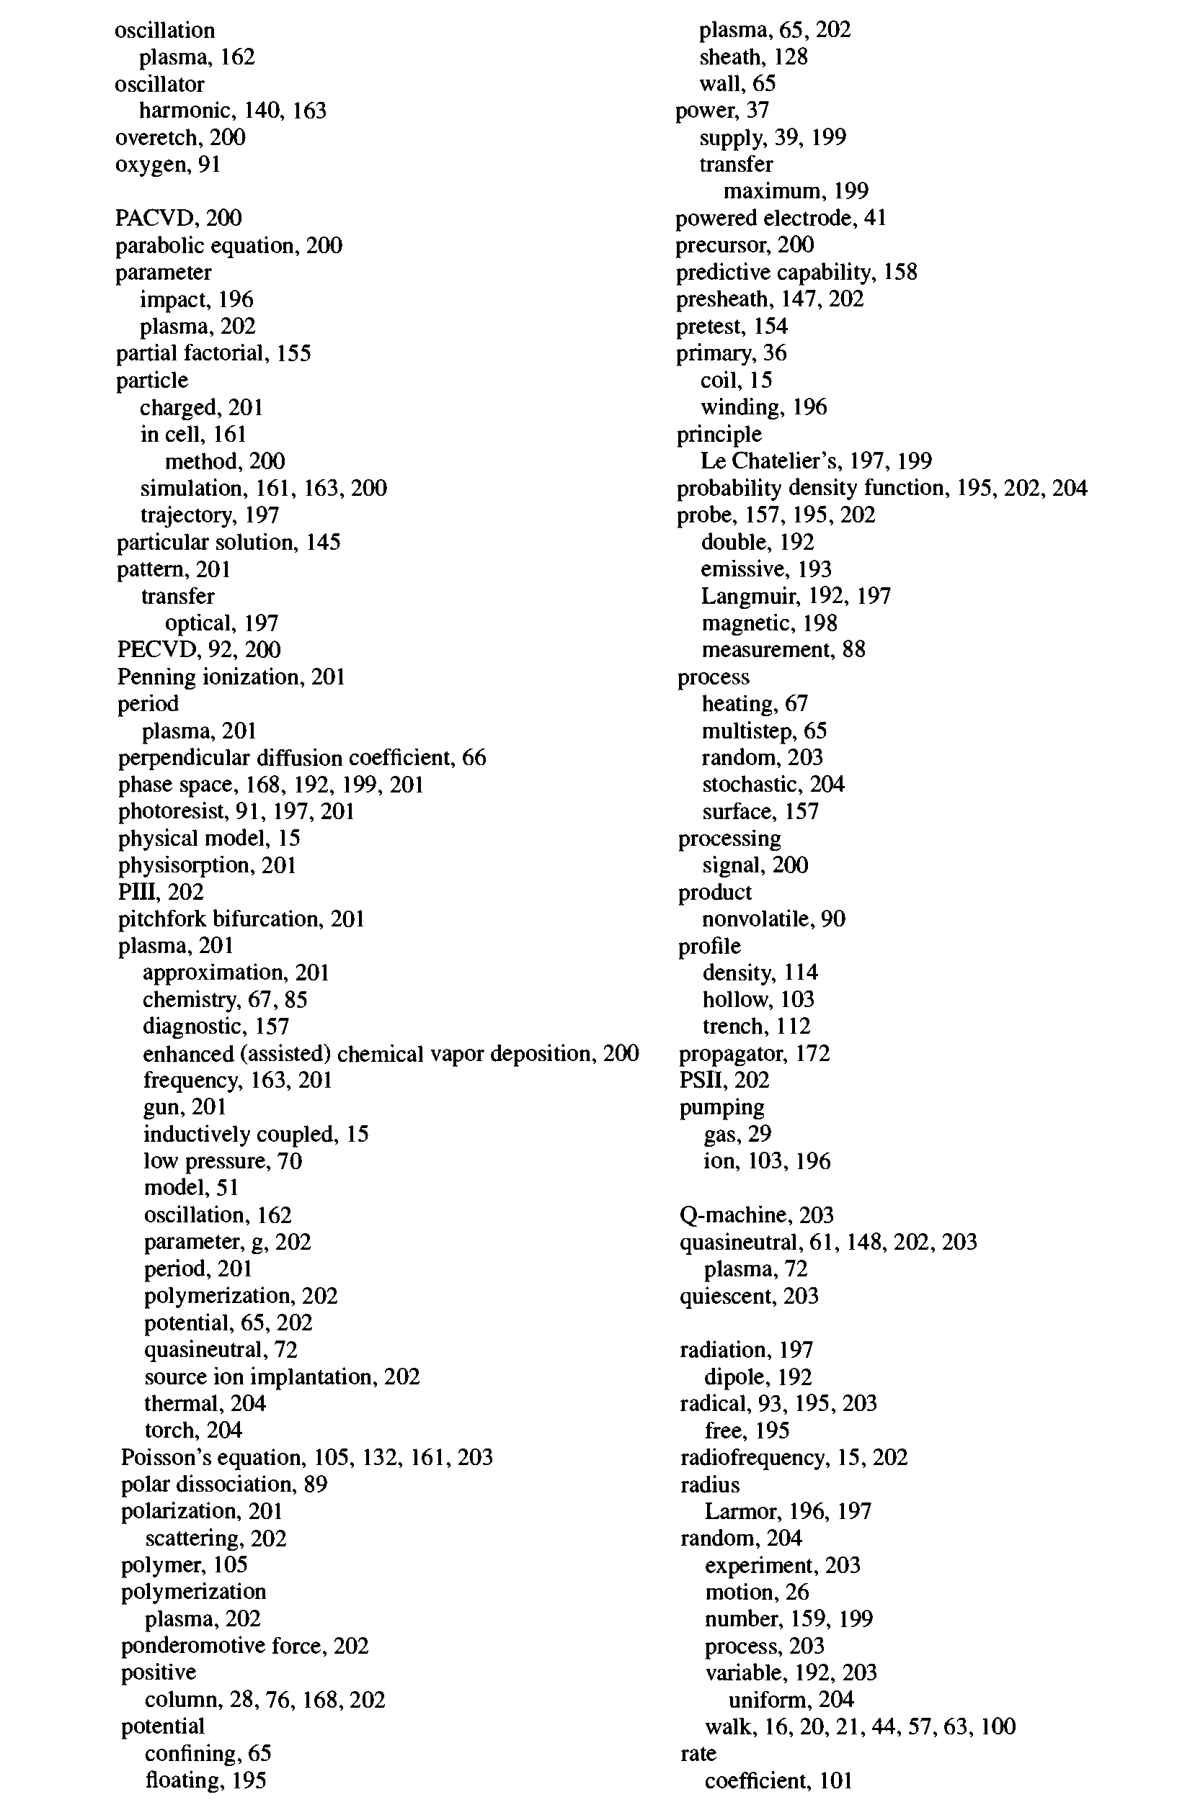 oscillation
plasma, 162
oscillator
harmonic, 140, 163
overetch, 200
oxygen, 91
PACVD, 200
parabolic equation, 200
parameter
impact, 196
plasma, 202
partial factorial, 155
particle
charged, 201
in cell, 161
method, 200
simulation, 161, 163, 200
trajectory, 197
particular solution, 145
pattern, 201
transfer
optical, 197
PECVD, 92, 200
Penning ionization, 201
period
plasma, 201
perpendicular diffusion coefficient, 66
phase space, 168, 192, 199, 201
photoresist, 91, 197, 201
physical model, 15
physisorption, 201
PIII, 202
pitchfork bifurcation, 201
plasma, 201
approximation, 201
chemistry, 67, 85
diagnostic, 157
enhanced (assisted) chemical vapor deposition, 200
frequency, 163, 201
gun, 201
inductively coupled, 15
low pressure, 70
model, 51
oscillation, 162
parameter, g, 202
period, 201
polymerization, 202
potential, 65, 202
quasineutral, 72
source ion implantation, 202
thermal, 204
torch, 204
Poisson's equation, 105, 132, 161, 203
polar dissociation, 89
polarization, 201
scattering, 202
polymer, 105
polymerization
plasma, 202
ponderomotive force, 202
positive
column, 28, 76, 168, 202
potential
confining, 65
floating, 195
plasma, 65, 202
sheath, 128
wall, 65
power, 37
supply, 39, 199
transfer
maximum, 199
powered electrode, 41
precursor, 200
predictive capability, 158
presheath, 147, 202
pretest, 154
primary, 36
coil, 15
winding, 196
principle
Le Chatelier's, 197, 199
probability density function, 195, 202, 204
probe, 157, 195, 202
double, 192
emissive, 193
Langmuir, 192, 197
magnetic, 198
measurement, 88
process
heating, 67
multistep, 65
random, 203
stochastic, 204
surface, 157
processing
signal, 200
product
nonvolatile, 90
profile
density, 114
hollow, 103
trench, 112
propagator, 172
PSII, 202
pumping
gas, 29
ion, 103, 196
Q-machine, 203
quasineutral, 61, 148, 202, 203
plasma, 72
quiescent, 203
radiation, 197
dipole, 192
radical, 93, 195, 203
free, 195
radiofrequency, 15, 202
radius
Larmor, 196, 197
random, 204
experiment, 203
motion, 26
number, 159, 199
process, 203
variable, 192, 203
uniform, 204
walk, 16, 20, 21, 44, 57, 63, 100
rate
coefficient, 101